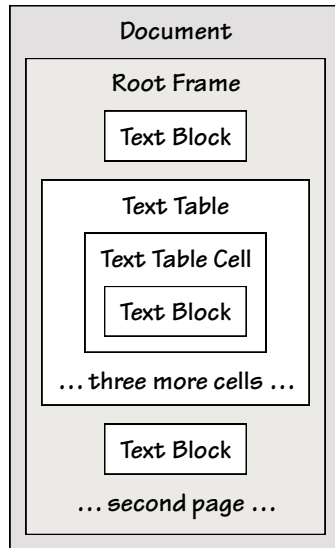 Document
Root Frame
Text Block
Text Table
Text Table Cell
Text Block
... three more cells ...
Text Block
... second page ...